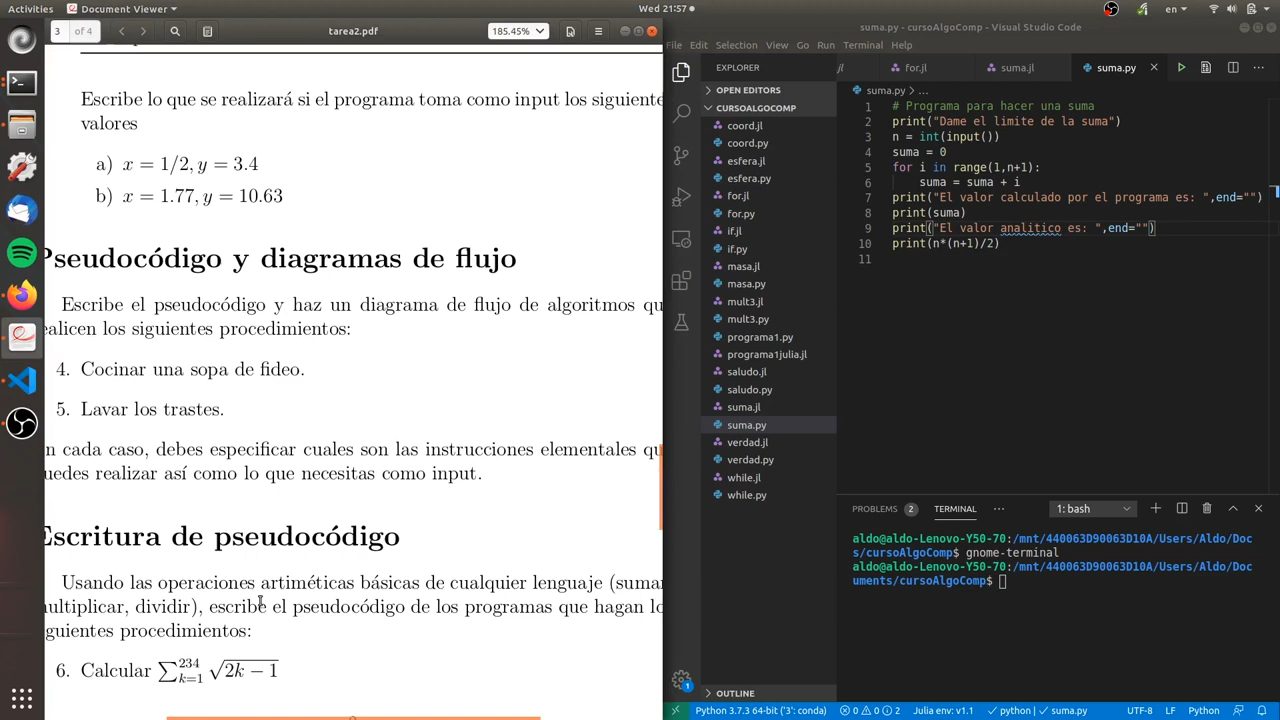 Activities
Document Viewer
Wed 21:57
en
3
of 4
185.45%
tarea2.pdf
Escribe lo que se realizará si el programa toma como input los siguiente
valores
a) x = 1/2, y = 3.4
b) x = 1.77, y = 10.63
Pseudocódigo y diagramas de flujo
Escribe el pseudocódigo y haz un diagrama de flujo de algoritmos qu
ealicen los siguientes procedimientos:
4. Cocinar una sopa de fideo.
5. Lavar los trastes.
n cada caso, debes especificar cuales son las instrucciones elementales qu
uedes realizar así como lo que necesitas como input.
Escritura de pseudocódigo
Usando las operaciones artiméticas básicas de cualquier lenguaje (sumar
multiplicar, dividir), escribe el pseudocódigo de los programas que hagan lo
guientes procedimientos:
6. Calcular ∑_{k=1}^{234} √(2k − 1)
suma.py - cursoAlgoComp - Visual Studio Code
File Edit Selection View Go Run Terminal Help
EXPLORER
jl
for.jl
suma.jl
suma.py
OPEN EDITORS
CURSOALGOCOMP
coord.jl
coord.py
esfera.jl
esfera.py
for.jl
for.py
if.jl
if.py
masa.jl
masa.py
mult3.jl
mult3.py
programa1.py
programa1julia.jl
saludo.jl
saludo.py
suma.jl
suma.py
verdad.jl
verdad.py
while.jl
while.py
OUTLINE
suma.py > ...
1 # Programa para hacer una suma
2 print("Dame el limite de la suma")
3 n = int(input())
4 suma = 0
5 for i in range(1,n+1):
6     suma = suma + i
7 print("El valor calculado por el programa es: ",end="")
8 print(suma)
9 print("El valor analitico es: ",end="")
10 print(n*(n+1)/2)
11
PROBLEMS 2
TERMINAL
1: bash
aldo@aldo-Lenovo-Y50-70:/mnt/440063D90063D10A/Users/Aldo/Doc
s/cursoAlgoComp$ gnome-terminal
aldo@aldo-Lenovo-Y50-70:/mnt/440063D90063D10A/Users/Aldo/Doc
uments/cursoAlgoComp$
1
Python 3.7.3 64-bit ('3': conda)
0 0 2
Julia env: v1.1
python | suma.py
UTF-8
LF
Python